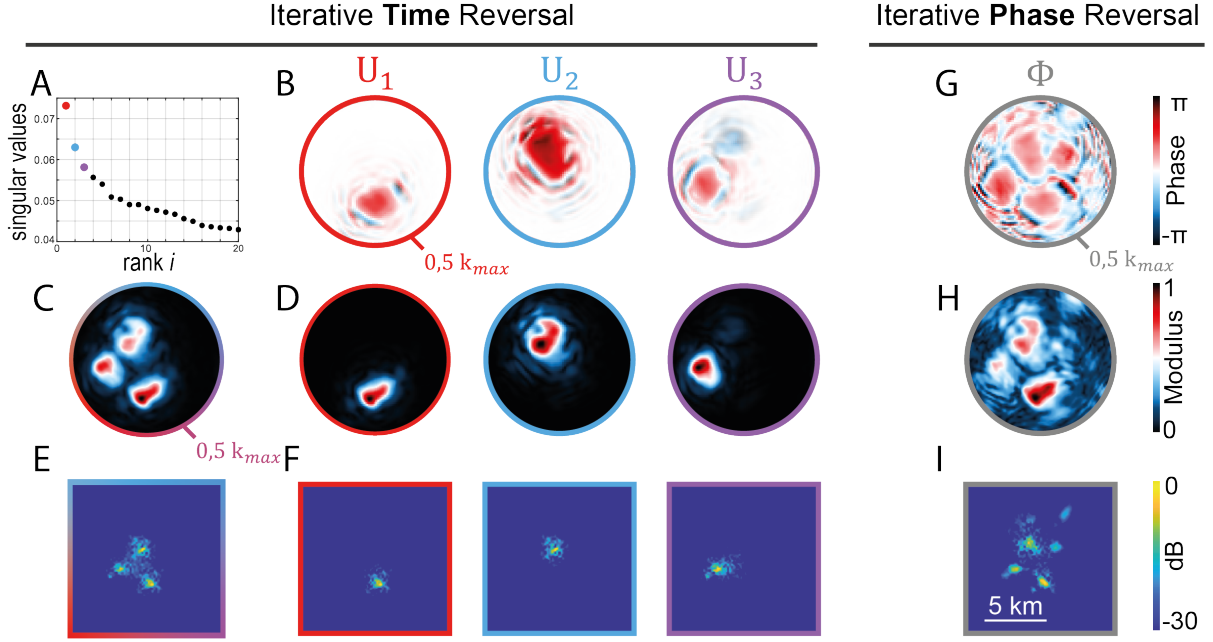 Iterative Time Reversal
Iterative Phase Reversal
A
singular values
0.07
0.06
0.05
0.04
0
10
20
rank i
B
U1
U2
U3
0,5 kmax
G
Φ
0,5 kmax
π
Phase
-π
C
0,5 kmax
D
H
1
Modulus
0
E
F
I
5 km
0
dB
-30